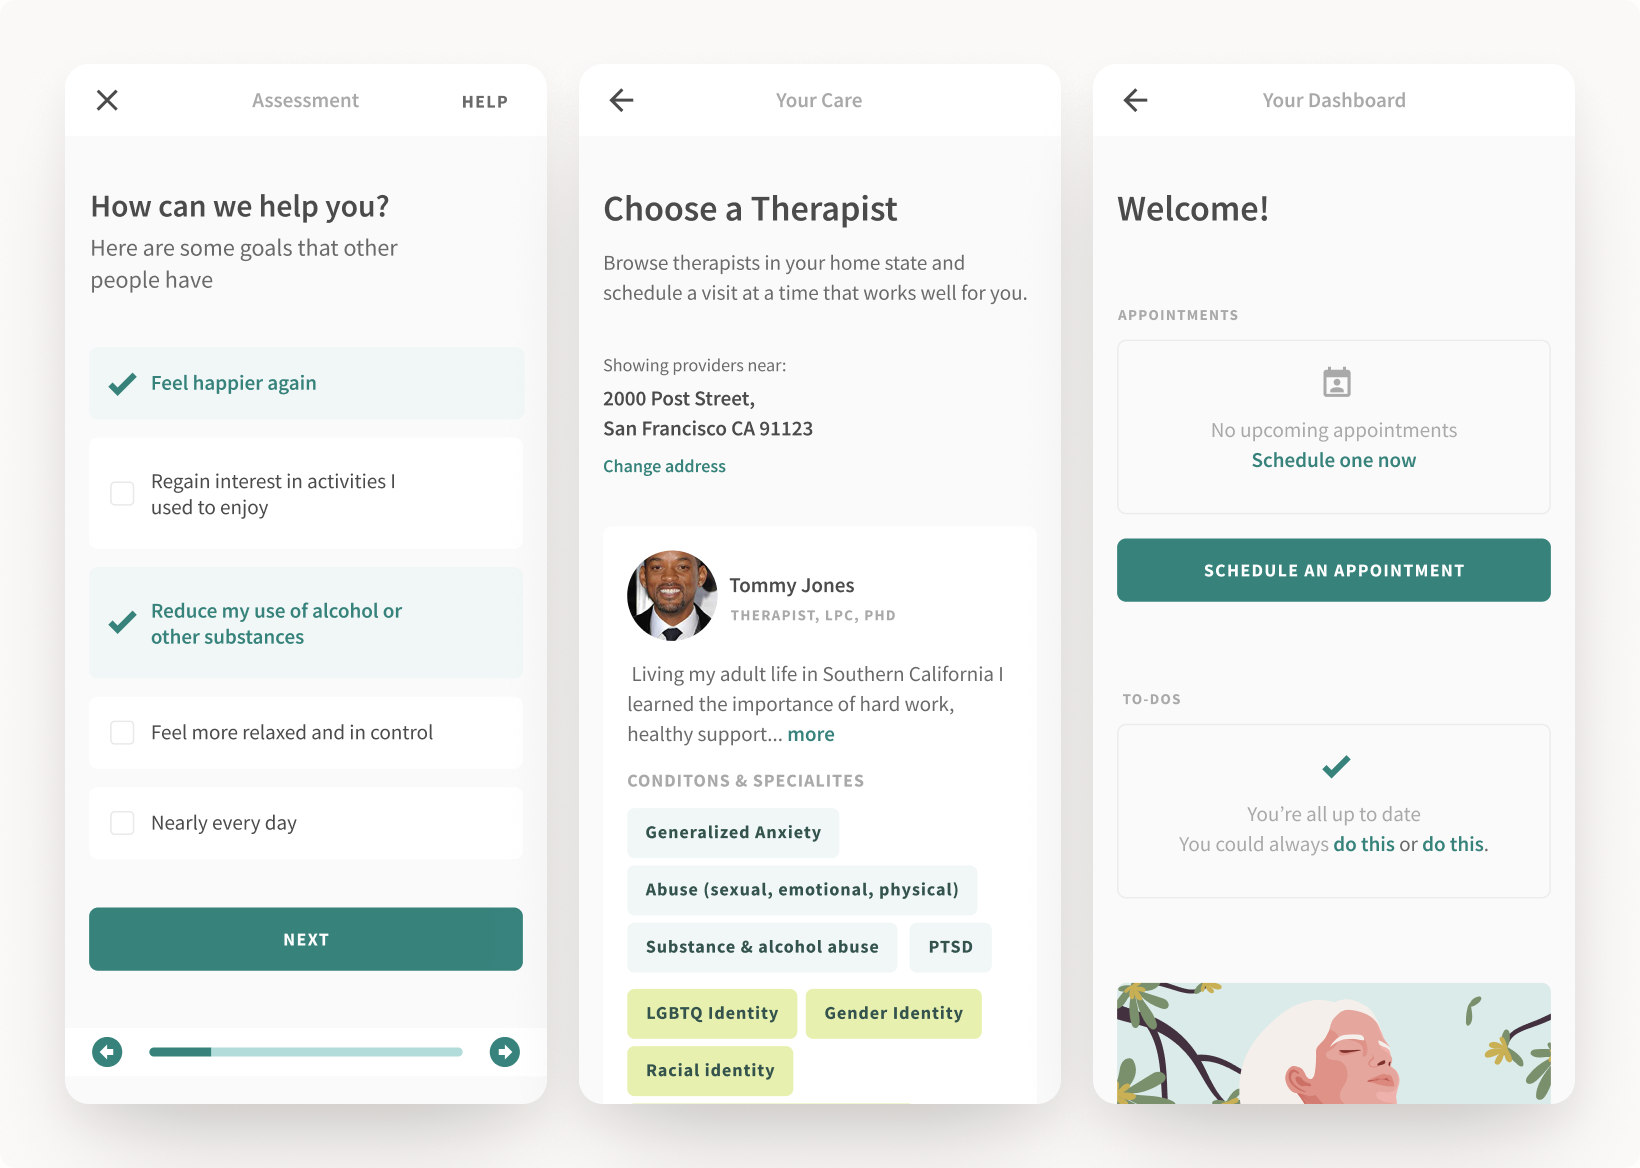 Assessment
HELP
How can we help you?
Here are some goals that other
people have
Feel happier again
Regain interest in activities I
used to enjoy
Reduce my use of alcohol or
other substances
Feel more relaxed and in control
Nearly every day
NEXT
Your Care
Choose a Therapist
Browse therapists in your home state and
schedule a visit at a time that works well for you.
Showing providers near:
2000 Post Street,
San Francisco CA 91123
Change address
Tommy Jones
THERAPIST, LPC, PHD
Living my adult life in Southern California I
learned the importance of hard work,
healthy support... more
CONDITONS & SPECIALITES
Generalized Anxiety
Abuse (sexual, emotional, physical)
Substance & alcohol abuse
PTSD
LGBTQ Identity
Gender Identity
Racial identity
Your Dashboard
Welcome!
APPOINTMENTS
No upcoming appointments
Schedule one now
SCHEDULE AN APPOINTMENT
TO-DOS
You’re all up to date
You could always do this or do this.